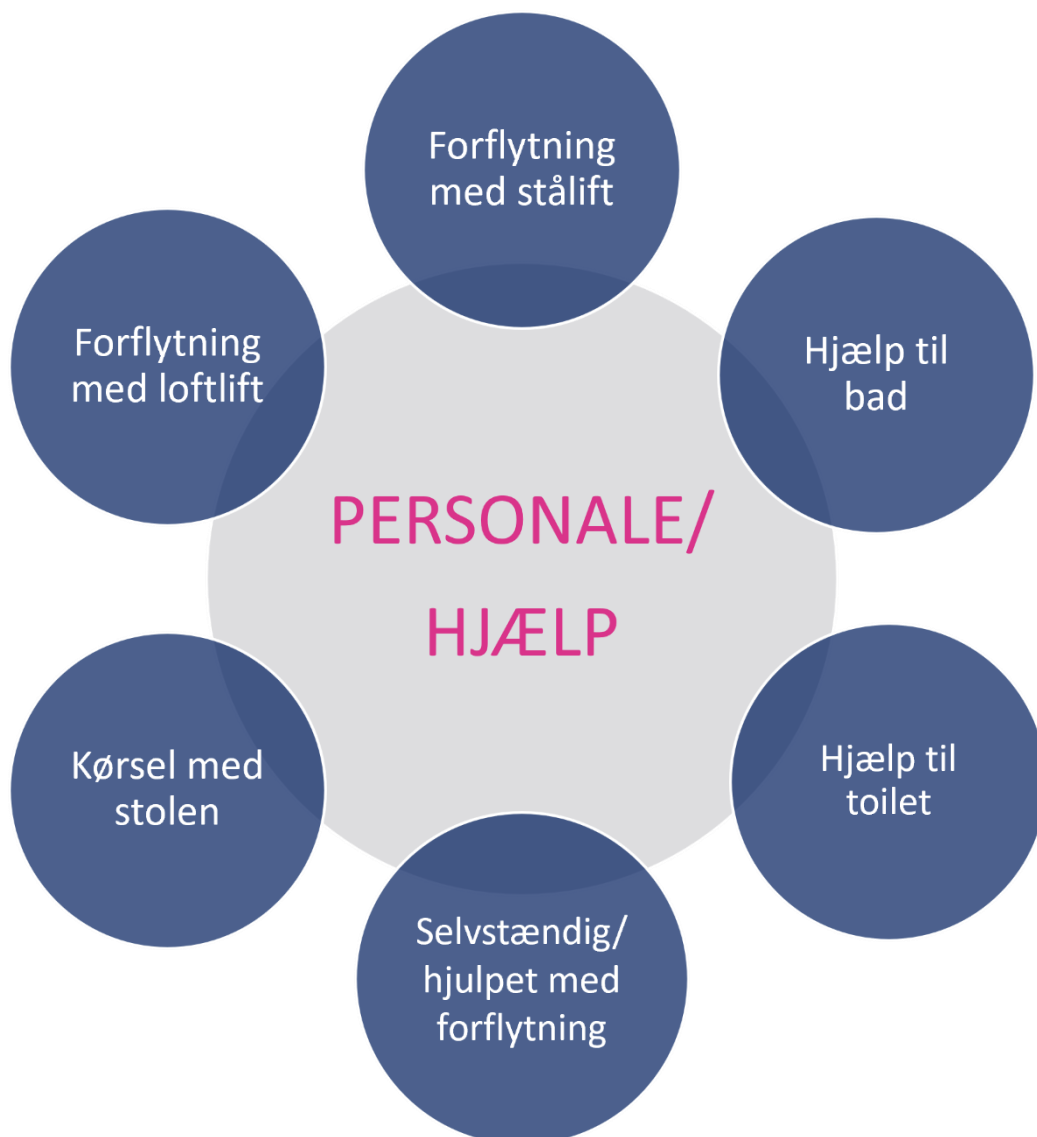 Forflytning
med stålift
Forflytning
med loftlift
Hjælp til
bad
PERSONALE/
HJÆLP
Kørsel med
stolen
Hjælp til
toilet
Selvstændig/
hjulpet med
forflytning